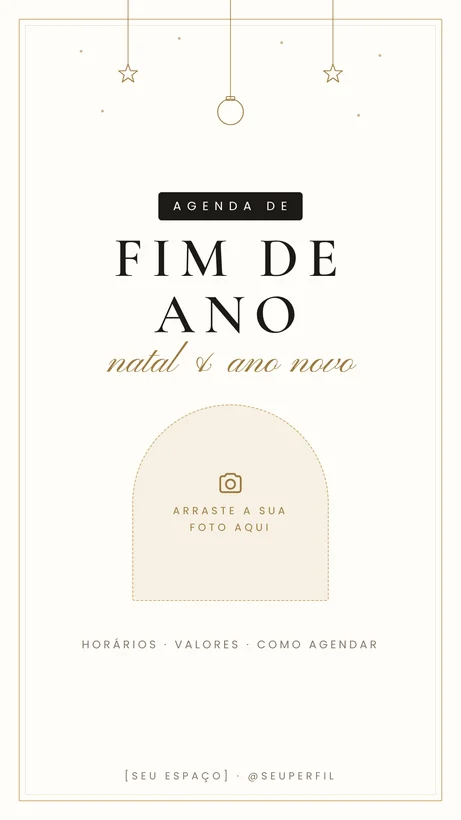 AGENDA DE
FIM DE
ANO
natal & ano novo
ARRASTE A SUA
FOTO AQUI
HORÁRIOS · VALORES · COMO AGENDAR
[SEU ESPAÇO] · @SEUPERFIL